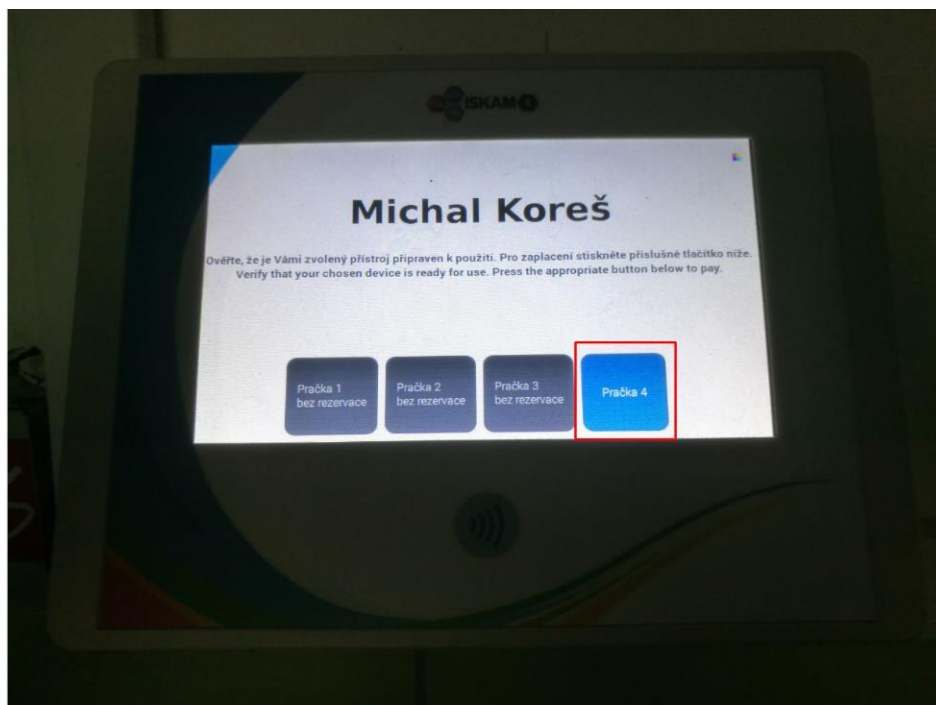 ISKAM
Michal Koreš
Ověřte, že je Vámi zvolený přístroj připraven k použití. Pro zaplacení stiskněte příslušné tlačítko níže.
Verify that your chosen device is ready for use. Press the appropriate button below to pay.
Pračka 1
bez rezervace
Pračka 2
bez rezervace
Pračka 3
bez rezervace
Pračka 4